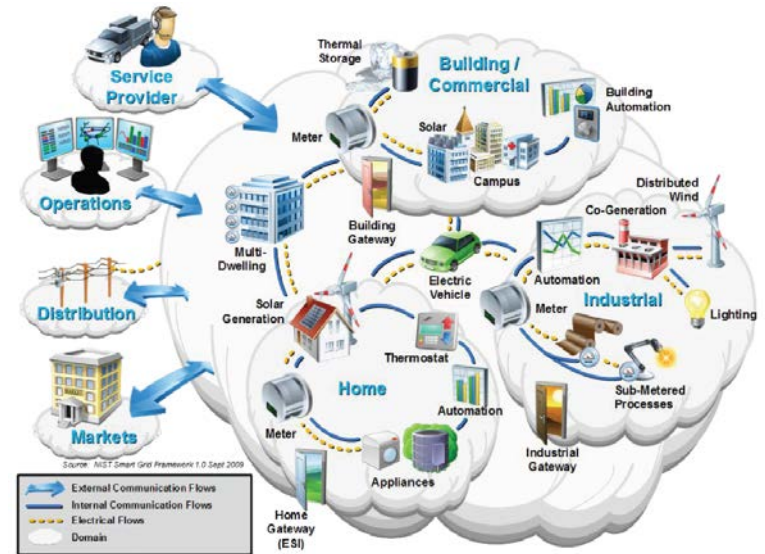 Service
Provider
Operations
Distribution
Markets
Source: NIST Smart Grid Framework 1.0 Sept 2009
External Communication Flows
Internal Communication Flows
Electrical Flows
Domain
Thermal
Storage
Building /
Commercial
Building
Automation
Meter
Solar
Campus
Building
Gateway
Multi-
Dwelling
Electric
Vehicle
Distributed
Wind
Co-Generation
Automation
Meter
Industrial
Lighting
Sub-Metered
Processes
Industrial
Gateway
Solar
Generation
Thermostat
Home
Automation
Meter
Appliances
Home
Gateway
(ESI)